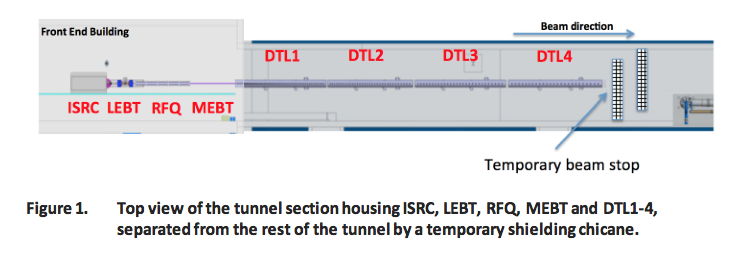 Front End Building
Beam direction
DTL1 DTL2 DTL3 DTL4
ISRC LEBT RFQ MEBT
Temporary beam stop
Figure 1. Top view of the tunnel section housing ISRC, LEBT, RFQ, MEBT and DTL1-4,
separated from the rest of the tunnel by a temporary shielding chicane.